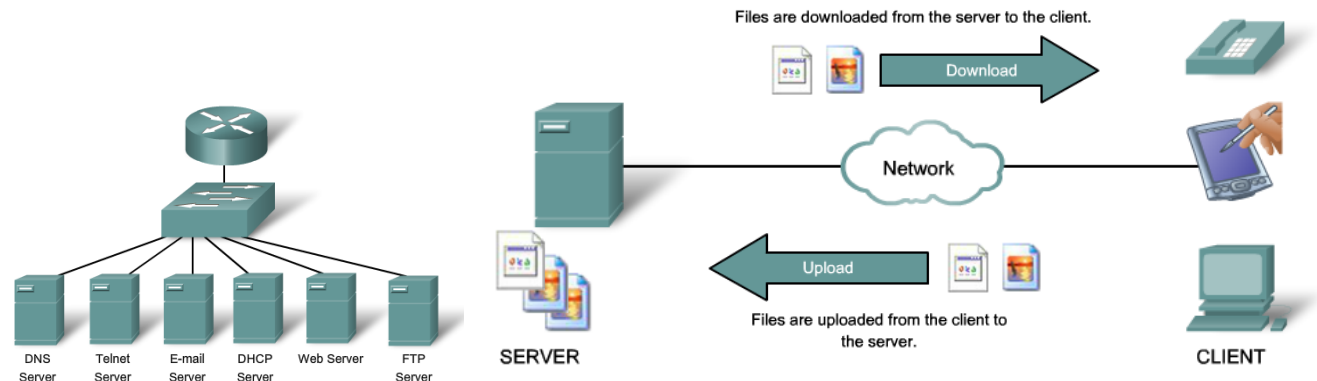 Files are downloaded from the server to the client.
Download
Network
Upload
Files are uploaded from the client to
the server.
SERVER
CLIENT
DNS
Server
Telnet
Server
E-mail
Server
DHCP
Server
Web Server
FTP
Server